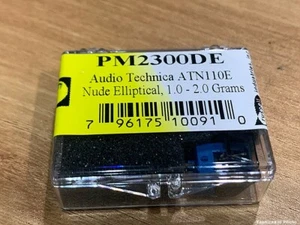 PM2300DE
Audio Technica ATN110E
Nude Elliptical, 1.0 - 2.0 Grams
7 96175 10091 0